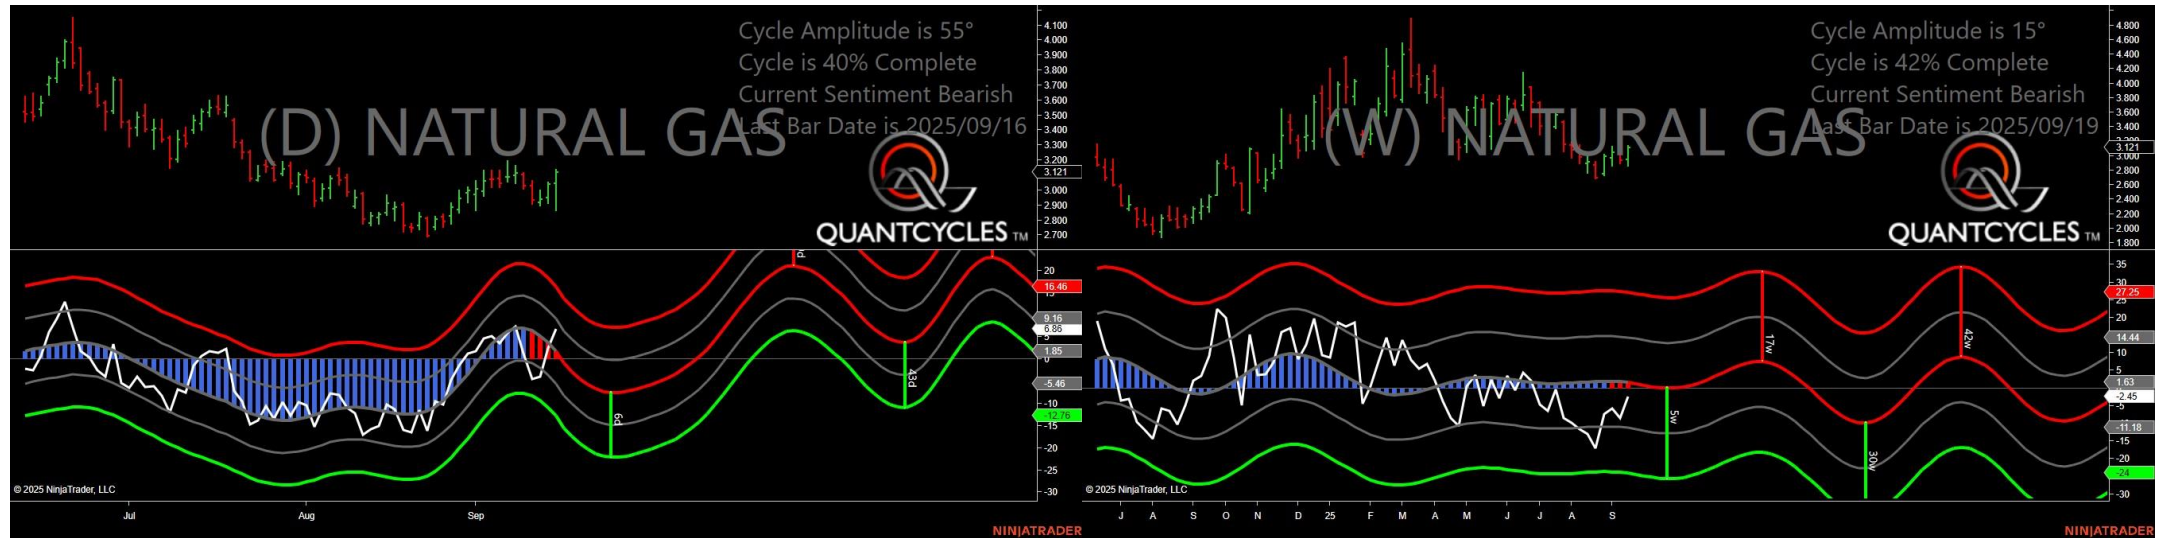 Cycle Amplitude is 55°
Cycle is 40% Complete
Current Sentiment Bearish
Last Bar Date is 2025/09/16
(D) NATURAL GAS
QUANTCYCLES TM
4.100
4.000
3.900
3.800
3.700
3.600
3.500
3.400
3.300
3.200
3.121
3.000
2.900
2.800
2.700
20
16.46
9.16
6.86
5
1.85
0
-5.46
-10
-12.76
-15
-20
-25
-30
6d
43d
© 2025 NinjaTrader, LLC
Jul
Aug
Sep
NINJATRADER
Cycle Amplitude is 15°
Cycle is 42% Complete
Current Sentiment Bearish
Last Bar Date is 2025/09/19
(W) NATURAL GAS
QUANTCYCLES TM
4.800
4.600
4.400
4.200
4.000
3.800
3.600
3.400
3.200
3.121
3.000
2.800
2.600
2.400
2.200
2.000
1.800
35
27.25
25
20
14.44
10
5
1.63
-2.45
-5
-11.18
-15
-20
-24
-30
5w
17w
30w
42w
© 2025 NinjaTrader, LLC
J A S O N D 25 F M A M J J A S
NINJATRADER